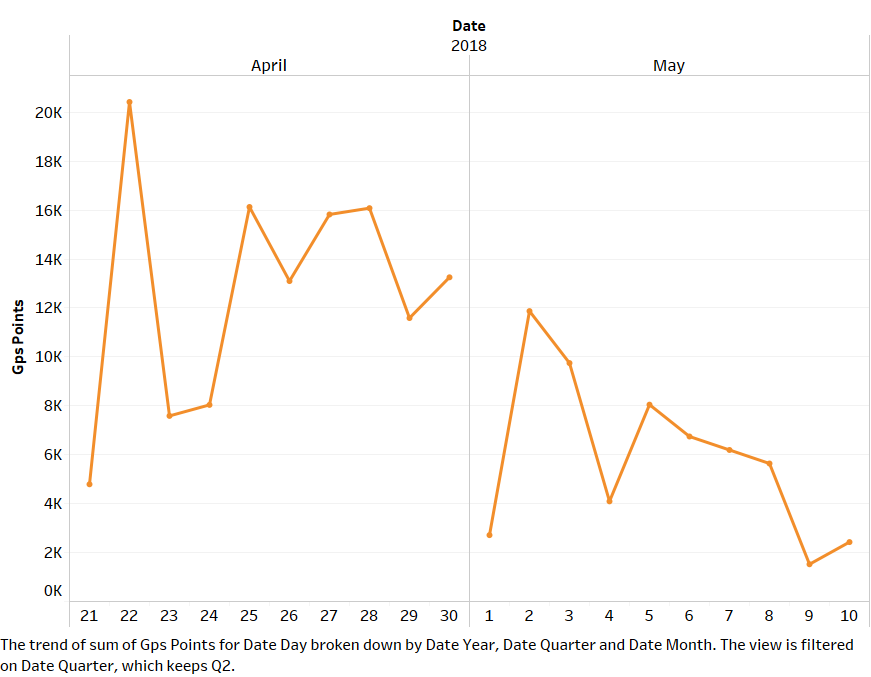 Date
2018
April May
20K
18K
16K
14K
12K
10K
8K
6K
4K
2K
0K
Gps Points
21 22 23 24 25 26 27 28 29 30 1 2 3 4 5 6 7 8 9 10
The trend of sum of Gps Points for Date Day broken down by Date Year, Date Quarter and Date Month. The view is filtered
on Date Quarter, which keeps Q2.